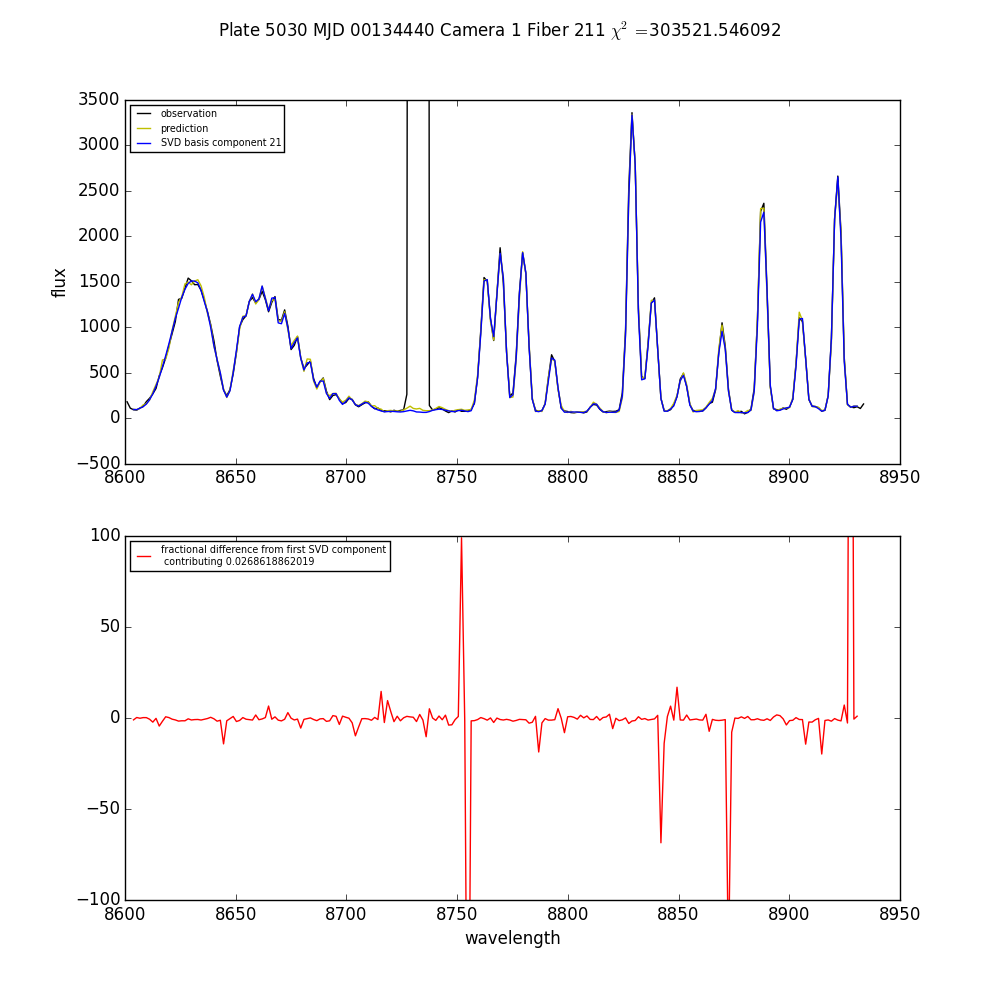 Plate 5030 MJD 00134440 Camera 1 Fiber 211 χ² =303521.546092
3500
3000
2500
2000
1500
1000
500
0
−500
flux
observation
prediction
SVD basis component 21
8600 8650 8700 8750 8800 8850 8900 8950
100
50
0
−50
−100
fractional difference from first SVD component
contributing 0.0268618862019
8600 8650 8700 8750 8800 8850 8900 8950
wavelength